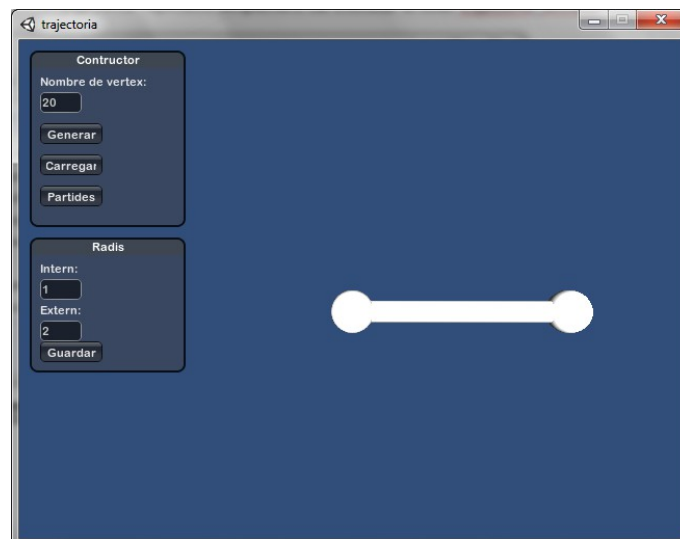 trajectoria
Contructor
Nombre de vertex:
20
Generar
Carregar
Partides
Radis
Intern:
1
Extern:
2
Guardar